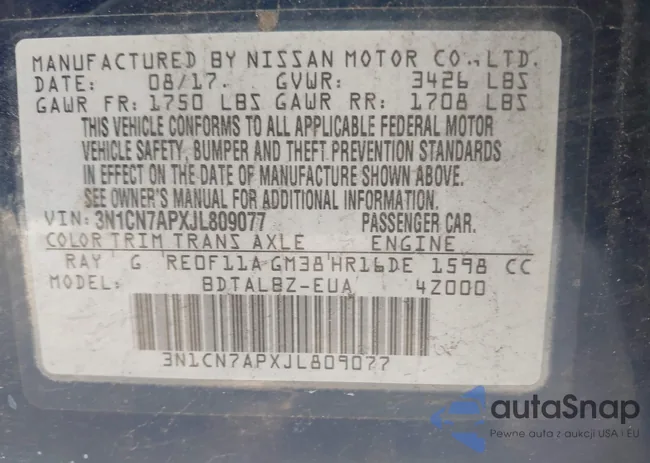 MANUFACTURED BY NISSAN MOTOR CO., LTD.
DATE: 08/17. GVWR: 3426 LBS
GAWR FR: 1750 LBS GAWR RR: 1708 LBS
THIS VEHICLE CONFORMS TO ALL APPLICABLE FEDERAL MOTOR
VEHICLE SAFETY, BUMPER AND THEFT PREVENTION STANDARDS
IN EFFECT ON THE DATE OF MANUFACTURE SHOWN ABOVE.
SEE OWNER'S MANUAL FOR ADDITIONAL INFORMATION.
VIN: 3N1CN7APXJL809077 PASSENGER CAR.
COLOR TRIM TRANS AXLE ENGINE
RAY G RE0F11A GM38 HR16DE 1598 CC
MODEL: BDTALBZ-EUA 4Z000
3N1CN7APXJL809077
autaSnap
Pewne auta z aukcji USA i EU